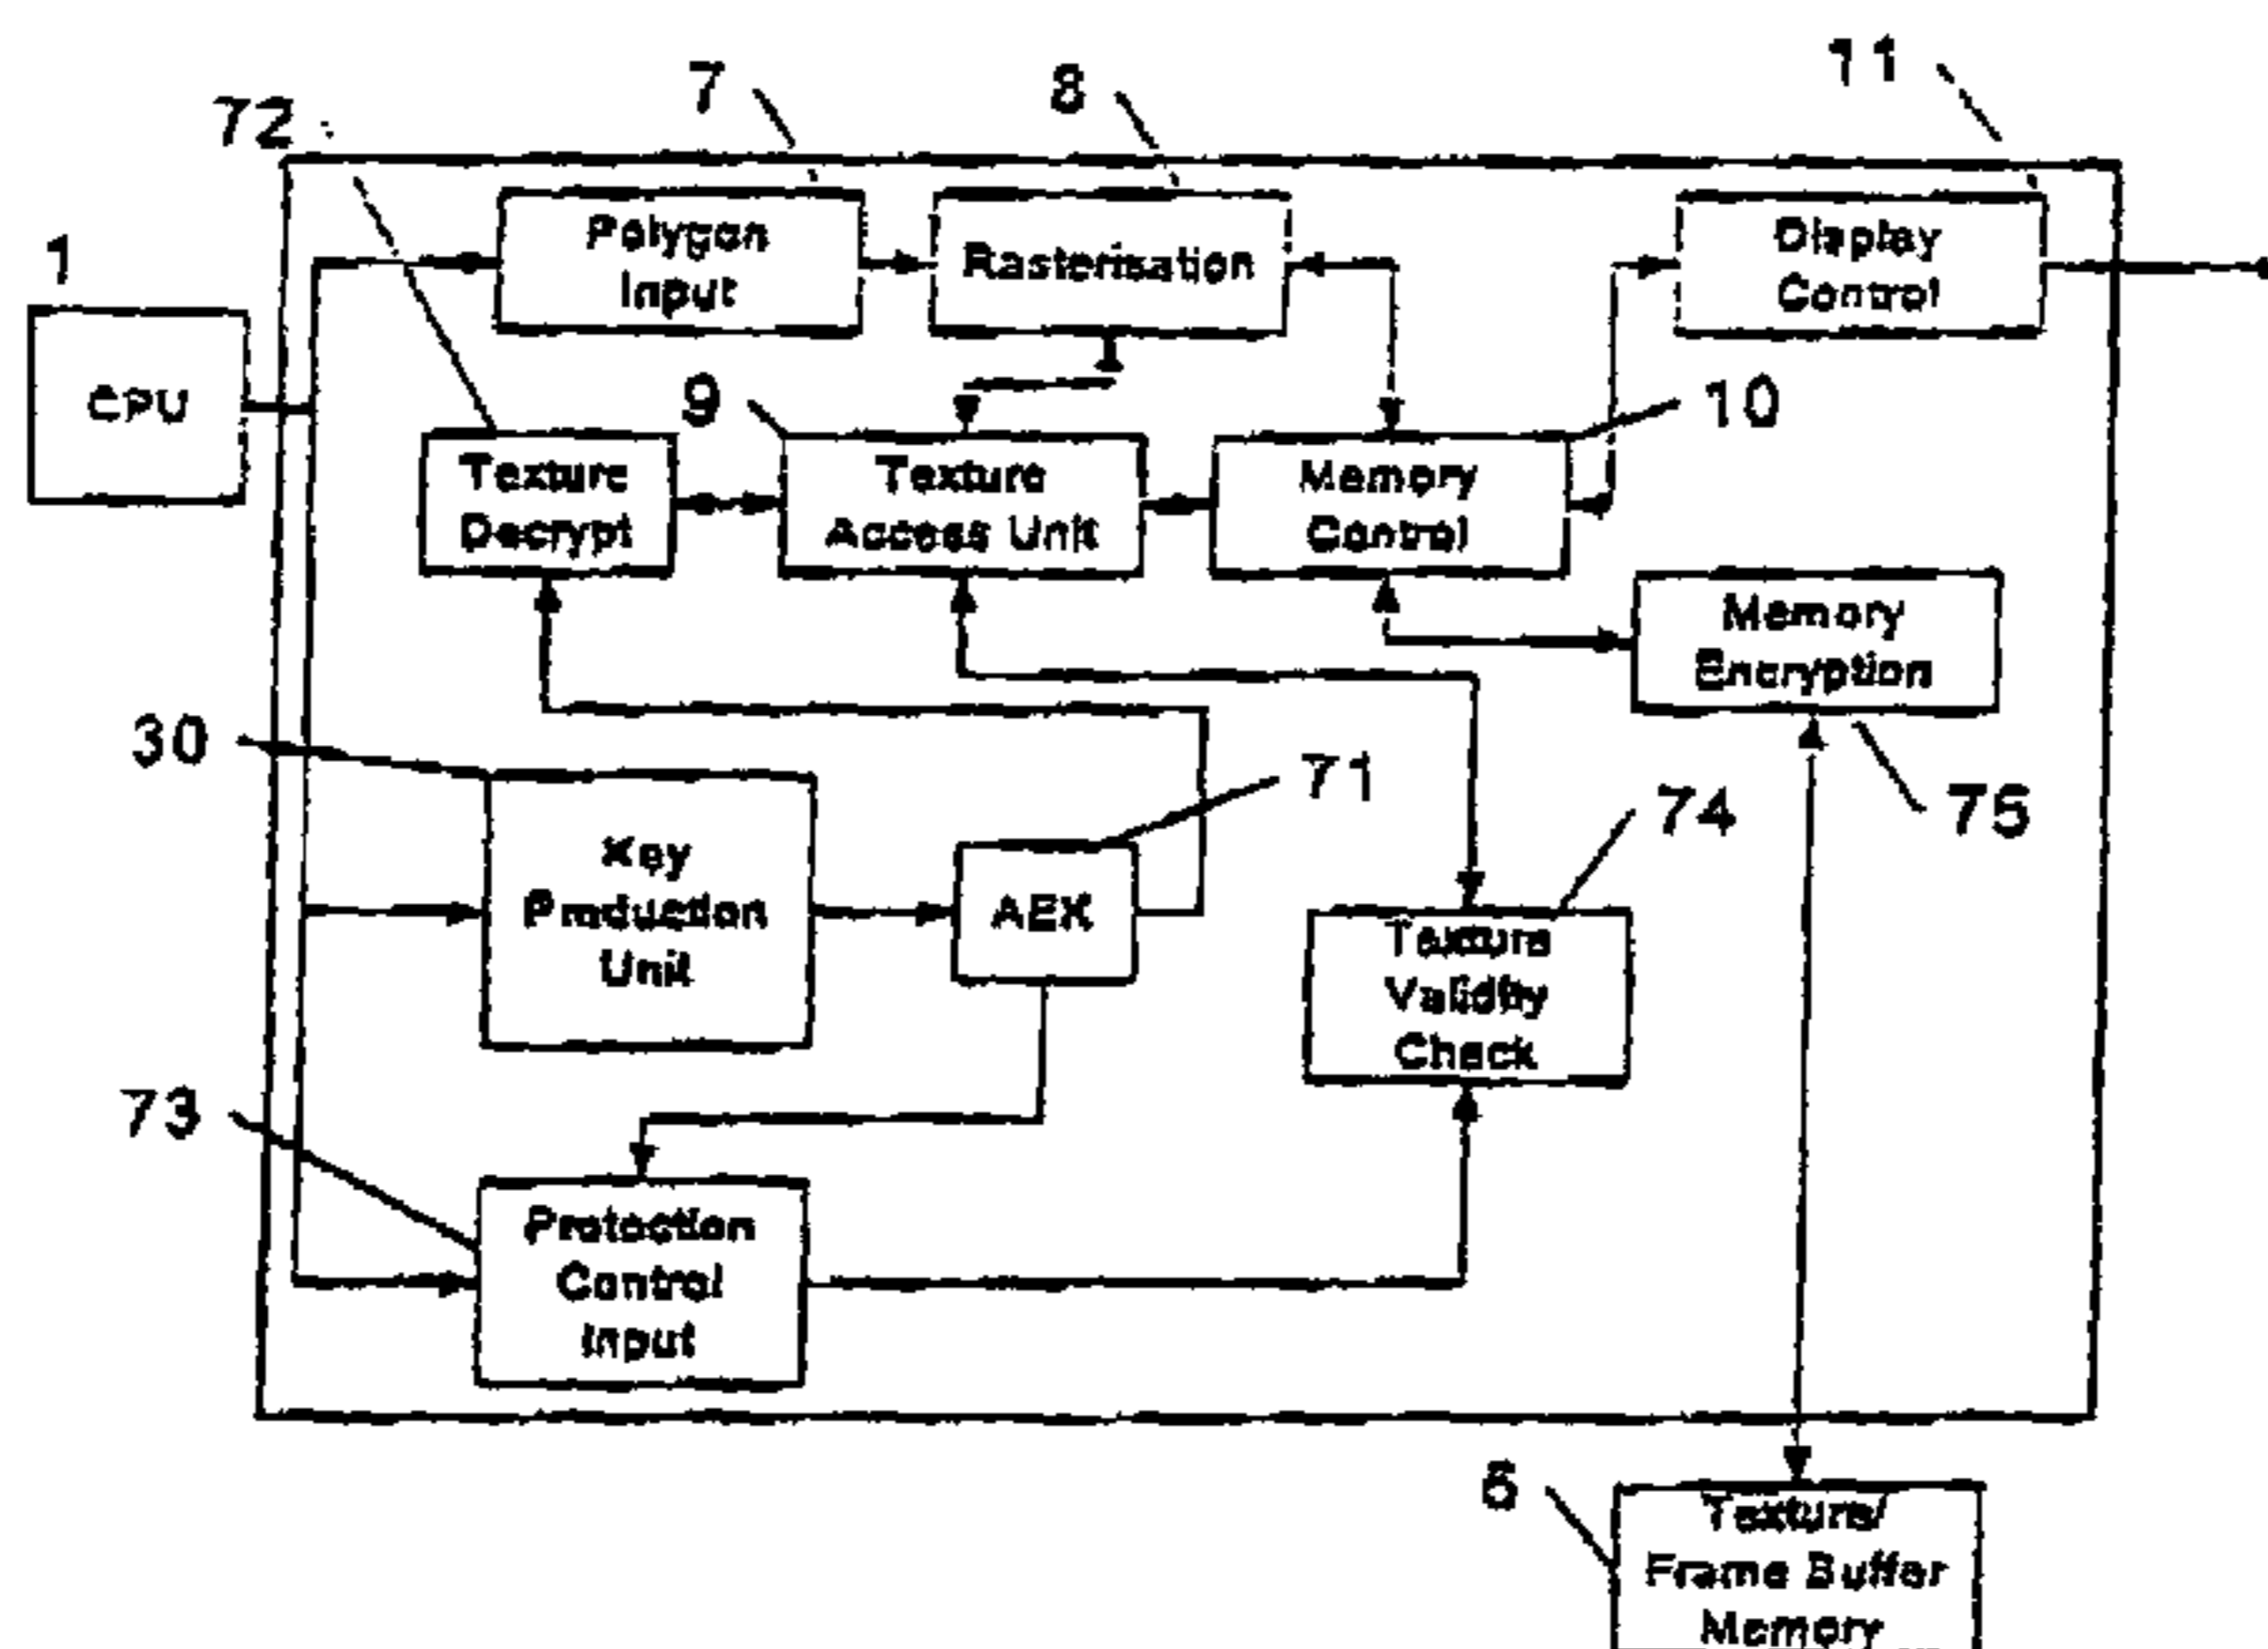 7
8
11
72
Polygon
Input
Rasterisation
Display
Control
1
CPU
9
10
Texture
Decrypt
Texture
Access Unit
Memory
Control
Memory
Encryption
30
71
74
75
Key
Production
Unit
AEX
Texture
Validity
Check
73
Protection
Control
Input
6
Texture/
Frame Buffer
Memory